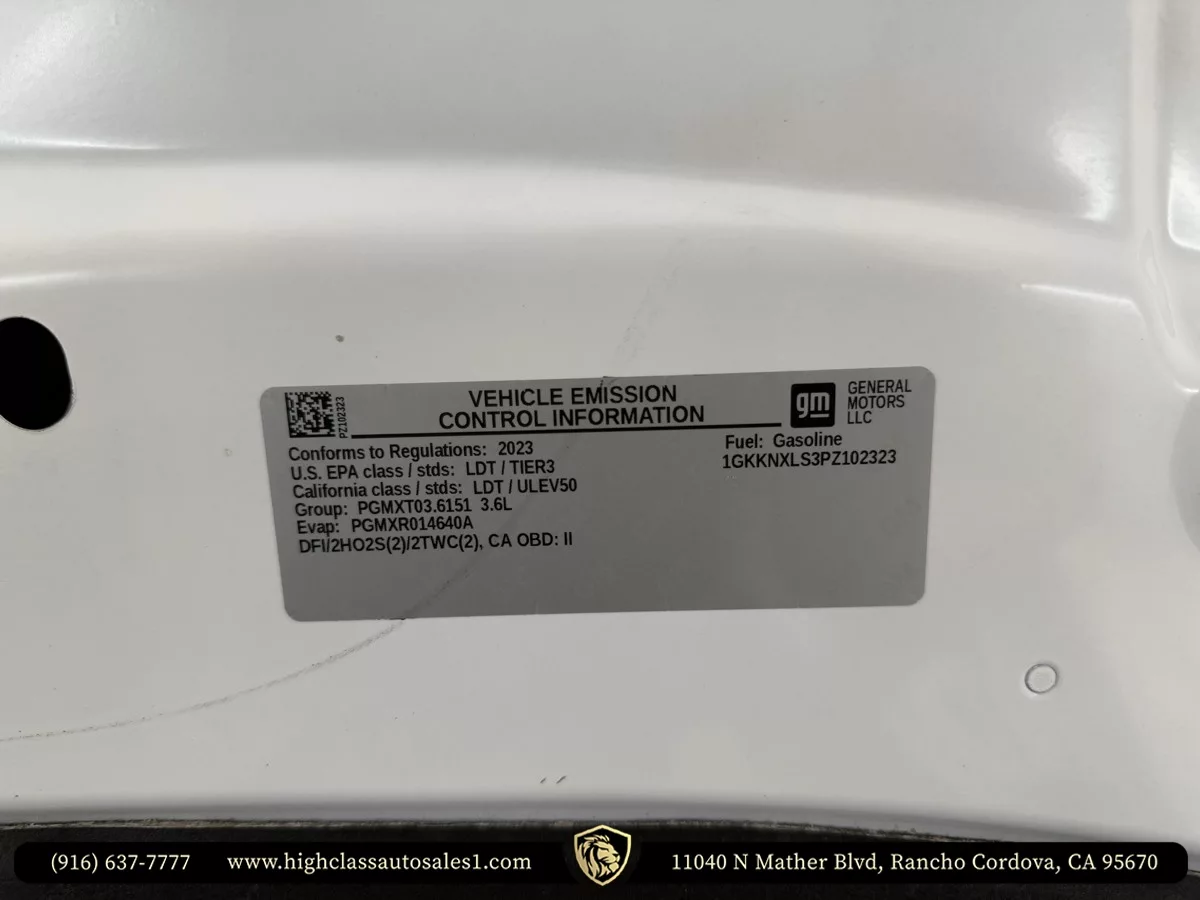 PZ102323
VEHICLE EMISSION
CONTROL INFORMATION
gm
GENERAL
MOTORS
LLC
Conforms to Regulations: 2023
U.S. EPA class / stds: LDT / TIER3
California class / stds: LDT / ULEV50
Group: PGMXT03.6151 3.6L
Evap: PGMXR014640A
DFI/2HO2S(2)/2TWC(2), CA OBD: II
Fuel: Gasoline
1GKKNXLS3PZ102323
(916) 637-7777
www.highclassautosales1.com
11040 N Mather Blvd, Rancho Cordova, CA 95670